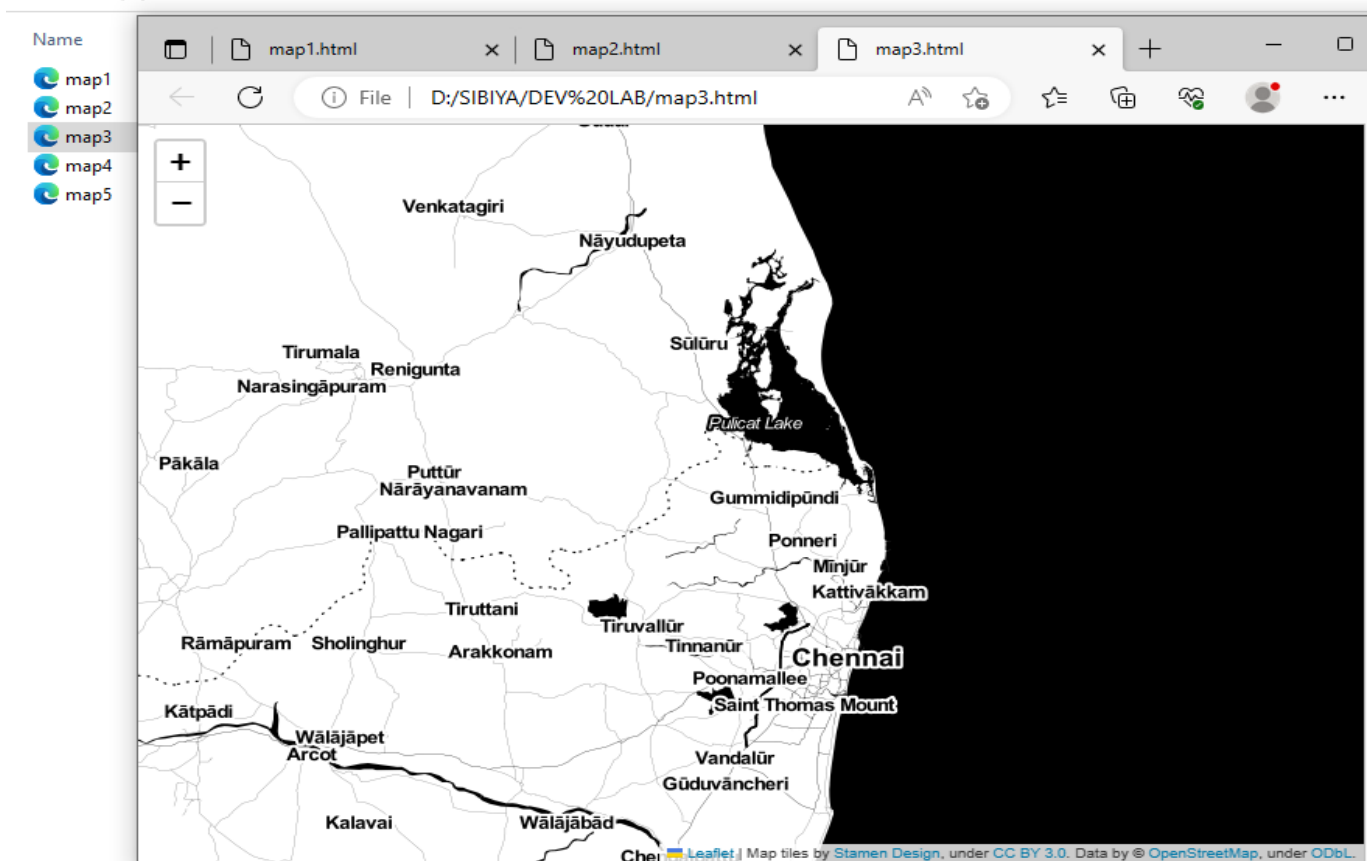 Name
map1
map2
map3
map4
map5
map1.html
map2.html
map3.html
File
D:/SIBIYA/DEV%20LAB/map3.html
+
−
Venkatagiri
Nāyudupeta
Sūlūru
Tirumala
Renigunta
Narasingāpuram
Pulicat Lake
Pākāla
Puttūr
Nārāyanavanam
Gummidipūndi
Pallipattu Nagari
Ponneri
Mīnjūr
Kattivākkam
Tiruttani
Tiruvallūr
Rāmāpuram
Sholinghur
Arakkonam
Tinnanūr
Chennai
Poonamallee
Saint Thomas Mount
Kātpādi
Wālājāpet
Arcot
Vandalūr
Gūduvāncheri
Kalavai
Wālājābād
Leaflet | Map tiles by Stamen Design, under CC BY 3.0. Data by © OpenStreetMap, under ODbL.